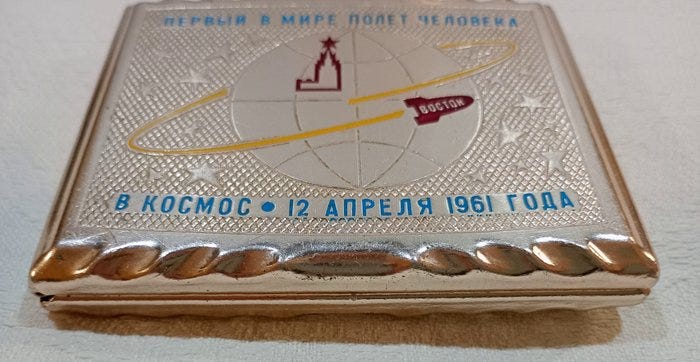 ПЕРВЫЙ В МИРЕ ПОЛЕТ ЧЕЛОВЕКА
ВОСТОК
В КОСМОС • 12 АПРЕЛЯ 1961 ГОДА